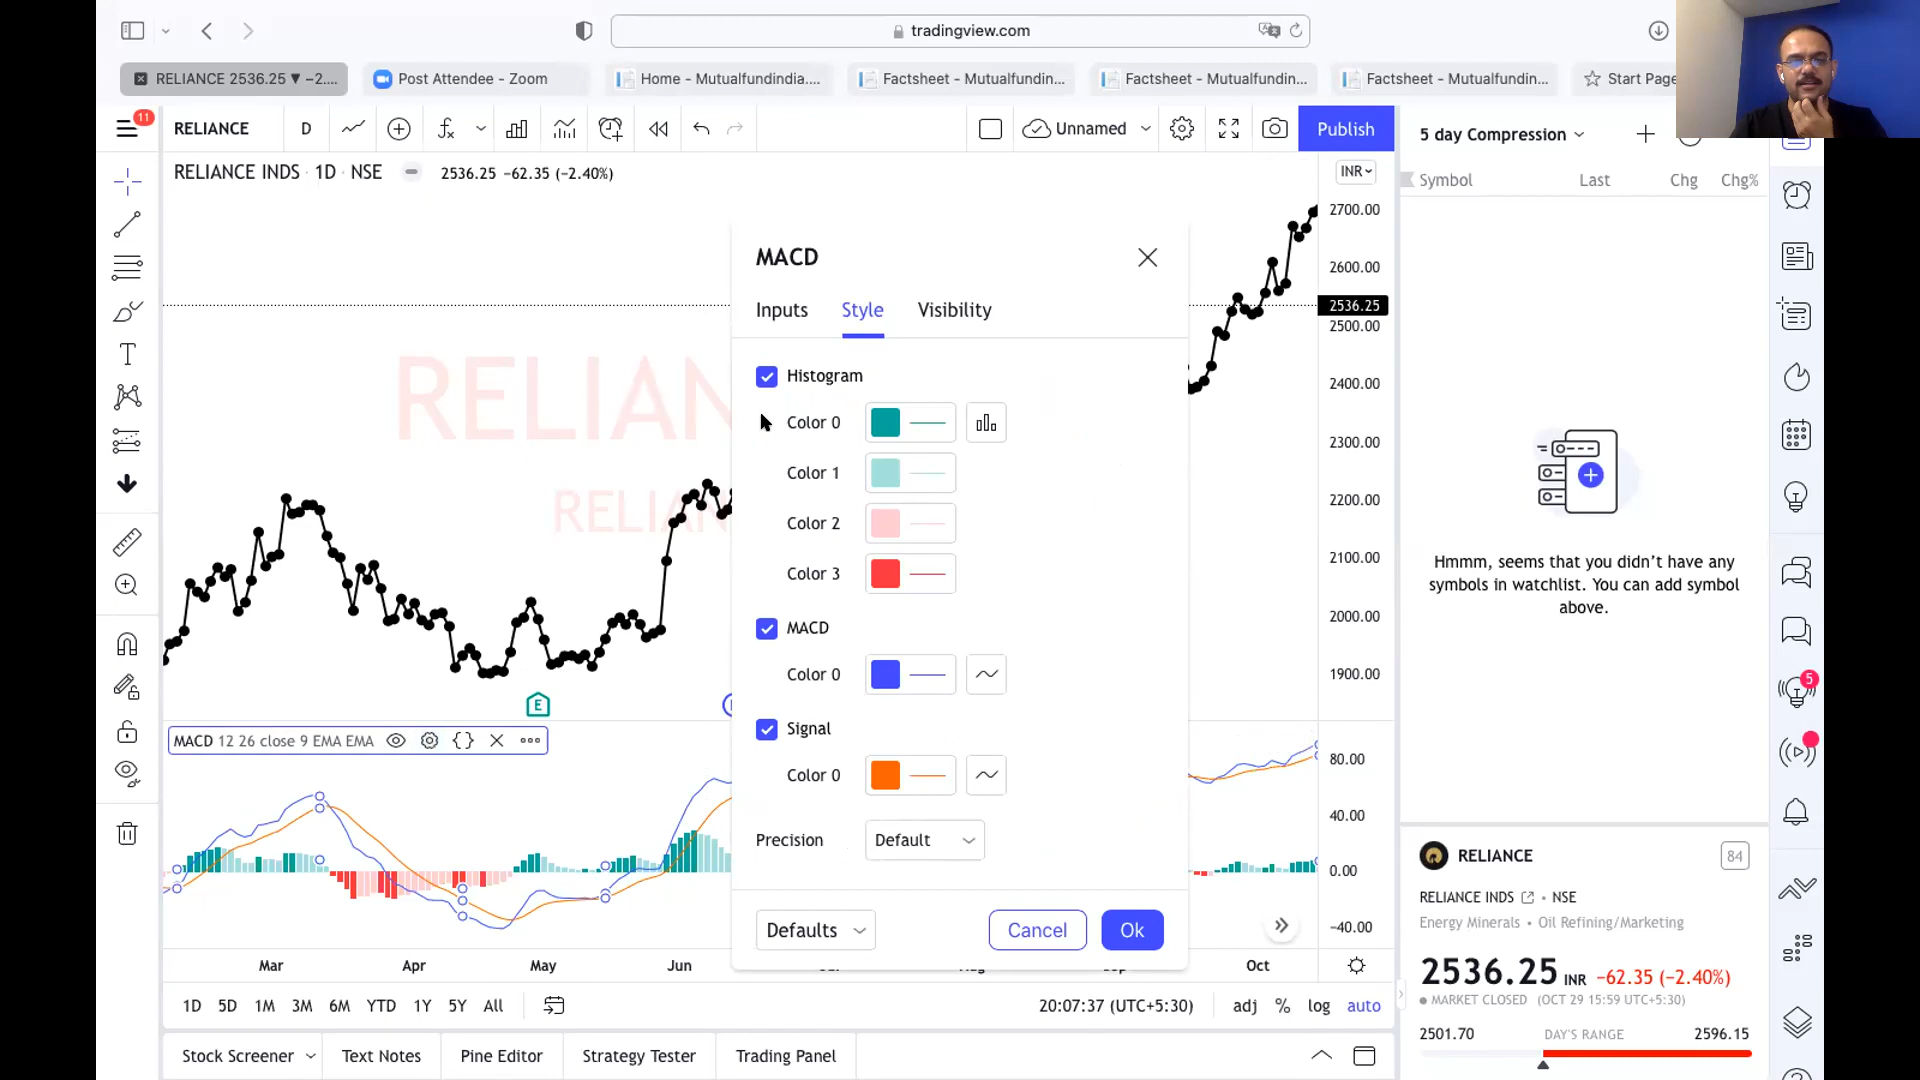 tradingview.com
RELIANCE 2536.25 ▼ −2....
Post Attendee - Zoom
Home - Mutualfundindia....
Factsheet - Mutualfundin...
Factsheet - Mutualfundin...
Factsheet - Mutualfundin...
Start Page
11
RELIANCE
D
Unnamed
Publish
5 day Compression
RELIANCE INDS · 1D · NSE
2536.25 −62.35 (−2.40%)
INR
Symbol
Last
Chg
Chg%
2700.00
2600.00
2536.25
2500.00
2400.00
2300.00
2200.00
2100.00
2000.00
1900.00
RELIAN
RELIAN
MACD
Inputs
Style
Visibility
Histogram
Color 0
Color 1
Color 2
Color 3
MACD
Color 0
Signal
Color 0
Precision
Default
Defaults
Cancel
Ok
Hmmm, seems that you didn't have any
symbols in watchlist. You can add symbol
above.
E
5
MACD 12 26 close 9 EMA EMA
80.00
40.00
0.00
−40.00
Mar
Apr
May
Jun
Oct
1D
5D
1M
3M
6M
YTD
1Y
5Y
All
20:07:37 (UTC+5:30)
adj
%
log
auto
Stock Screener
Text Notes
Pine Editor
Strategy Tester
Trading Panel
RELIANCE
84
RELIANCE INDS • NSE
Energy Minerals • Oil Refining/Marketing
2536.25 INR −62.35 (−2.40%)
MARKET CLOSED (OCT 29 15:59 UTC+5:30)
2501.70
DAY'S RANGE
2596.15